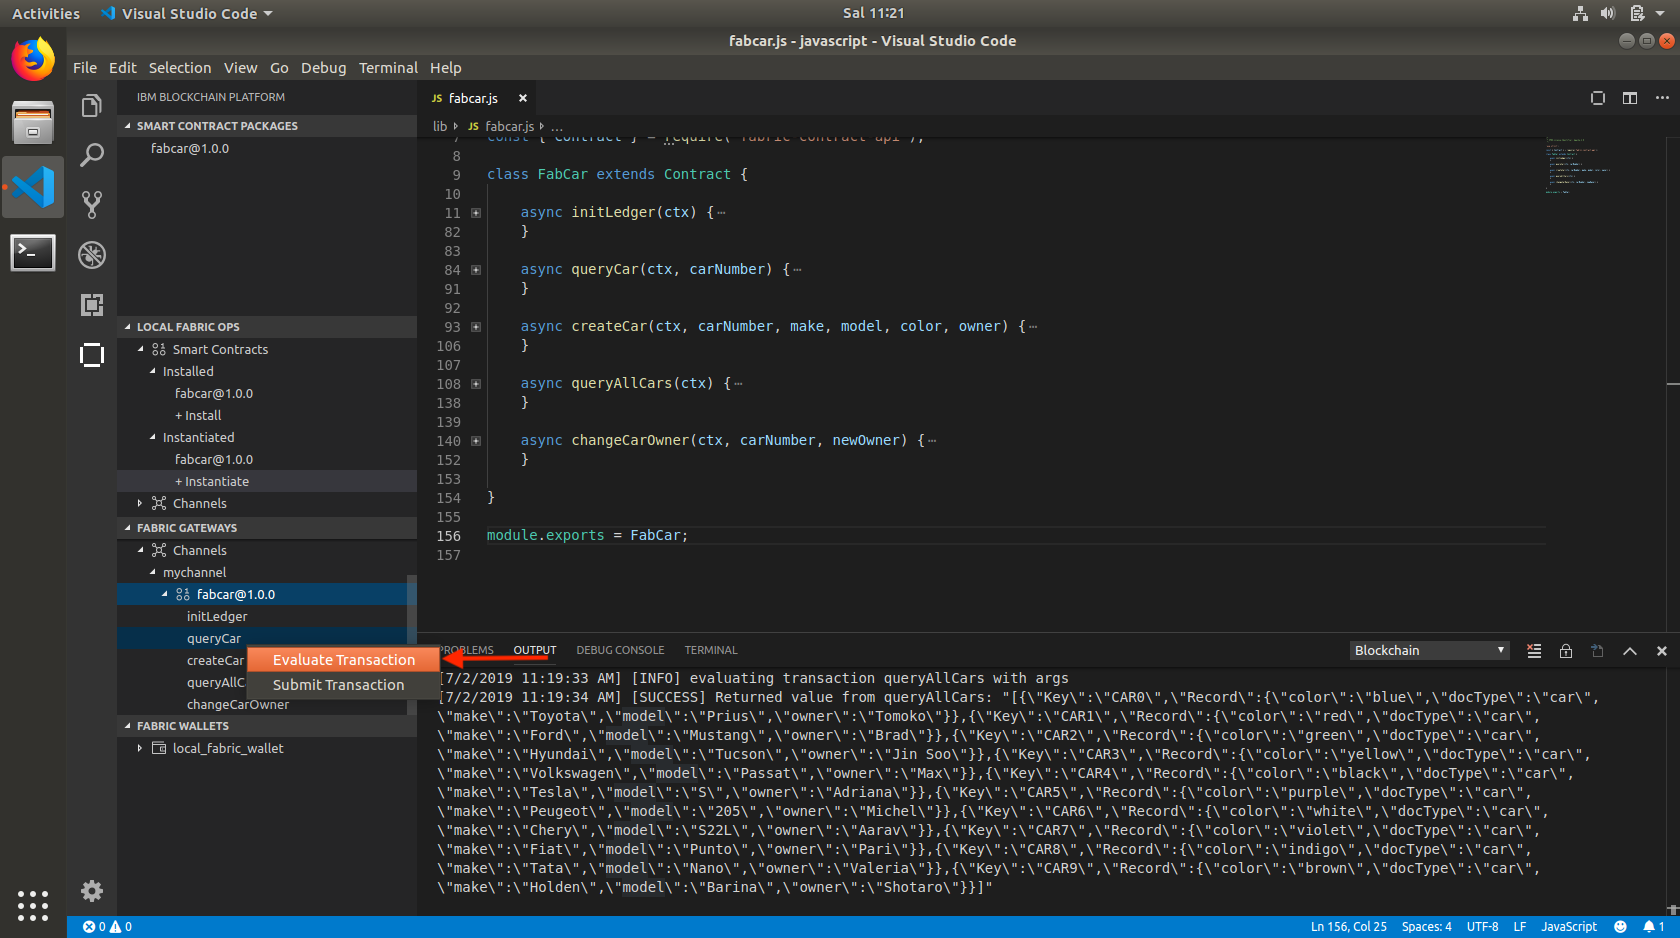 Activities
Visual Studio Code
Sal 11:21
fabcar.js - javascript - Visual Studio Code
File Edit Selection View Go Debug Terminal Help
IBM BLOCKCHAIN PLATFORM
SMART CONTRACT PACKAGES
fabcar@1.0.0
LOCAL FABRIC OPS
Smart Contracts
Installed
fabcar@1.0.0
+ Install
Instantiated
fabcar@1.0.0
+ Instantiate
Channels
FABRIC GATEWAYS
Channels
mychannel
fabcar@1.0.0
initLedger
queryCar
createCar
queryAllC
changeCarOwner
Evaluate Transaction
Submit Transaction
FABRIC WALLETS
local_fabric_wallet
JS fabcar.js
lib JS fabcar.js ...
7 const { Contract } = require('fabric-contract-api');
8
9 class FabCar extends Contract {
10
11 async initLedger(ctx) {…
82 }
83
84 async queryCar(ctx, carNumber) {…
91 }
92
93 async createCar(ctx, carNumber, make, model, color, owner) {…
106 }
107
108 async queryAllCars(ctx) {…
138 }
139
140 async changeCarOwner(ctx, carNumber, newOwner) {…
152 }
153
154 }
155
156 module.exports = FabCar;
157
PROBLEMS OUTPUT DEBUG CONSOLE TERMINAL
Blockchain
[7/2/2019 11:19:33 AM] [INFO] evaluating transaction queryAllCars with args
[7/2/2019 11:19:34 AM] [SUCCESS] Returned value from queryAllCars: "[{\"Key\":\"CAR0\",\"Record\":{\"color\":\"blue\",\"docType\":\"car\",
\"make\":\"Toyota\",\"model\":\"Prius\",\"owner\":\"Tomoko\"}},{\"Key\":\"CAR1\",\"Record\":{\"color\":\"red\",\"docType\":\"car\",
\"make\":\"Ford\",\"model\":\"Mustang\",\"owner\":\"Brad\"}},{\"Key\":\"CAR2\",\"Record\":{\"color\":\"green\",\"docType\":\"car\",
\"make\":\"Hyundai\",\"model\":\"Tucson\",\"owner\":\"Jin Soo\"}},{\"Key\":\"CAR3\",\"Record\":{\"color\":\"yellow\",\"docType\":\"car\",
\"make\":\"Volkswagen\",\"model\":\"Passat\",\"owner\":\"Max\"}},{\"Key\":\"CAR4\",\"Record\":{\"color\":\"black\",\"docType\":\"car\",
\"make\":\"Tesla\",\"model\":\"S\",\"owner\":\"Adriana\"}},{\"Key\":\"CAR5\",\"Record\":{\"color\":\"purple\",\"docType\":\"car\",
\"make\":\"Peugeot\",\"model\":\"205\",\"owner\":\"Michel\"}},{\"Key\":\"CAR6\",\"Record\":{\"color\":\"white\",\"docType\":\"car\",
\"make\":\"Chery\",\"model\":\"S22L\",\"owner\":\"Aarav\"}},{\"Key\":\"CAR7\",\"Record\":{\"color\":\"violet\",\"docType\":\"car\",
\"make\":\"Fiat\",\"model\":\"Punto\",\"owner\":\"Pari\"}},{\"Key\":\"CAR8\",\"Record\":{\"color\":\"indigo\",\"docType\":\"car\",
\"make\":\"Tata\",\"model\":\"Nano\",\"owner\":\"Valeria\"}},{\"Key\":\"CAR9\",\"Record\":{\"color\":\"brown\",\"docType\":\"car\",
\"make\":\"Holden\",\"model\":\"Barina\",\"owner\":\"Shotaro\"}}]"
0 0
Ln 156, Col 25 Spaces: 4 UTF-8 LF JavaScript 1